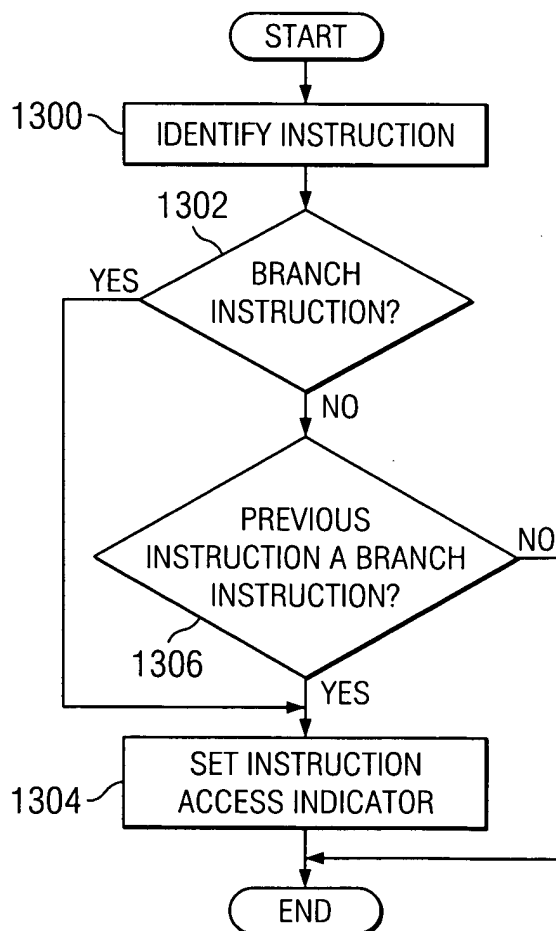 START
1300
IDENTIFY INSTRUCTION
1302
YES
BRANCH
INSTRUCTION?
NO
PREVIOUS
INSTRUCTION A BRANCH
INSTRUCTION?
NO
1306
YES
SET INSTRUCTION
ACCESS INDICATOR
1304
END